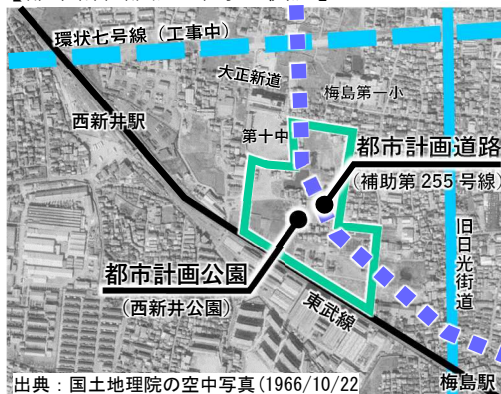 環状七号線（工事中）
大正新道
梅島第一小
西新井駅
第十中
都市計画道路
(補助第 255 号線)
都市計画公園
(西新井公園)
旧日光街道
東武線
梅島駅
出典：国土地理院の空中写真(1966/10/22